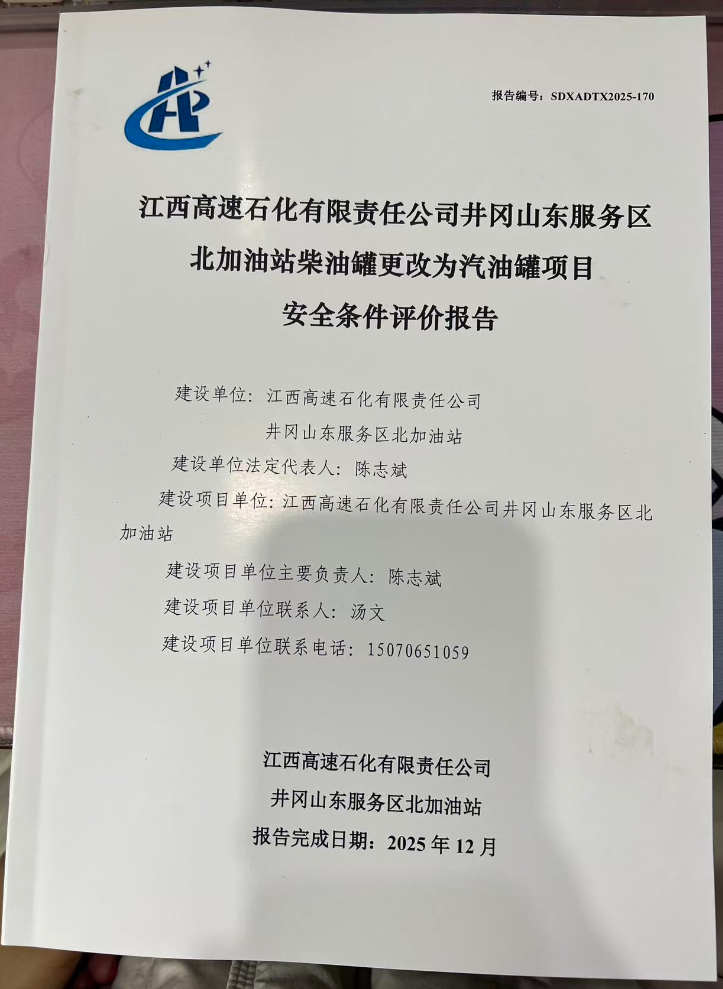 报告编号：SDXADTX2025-170
江西高速石化有限责任公司井冈山东服务区
北加油站柴油罐更改为汽油罐项目
安全条件评价报告
建设单位：江西高速石化有限责任公司
井冈山东服务区北加油站
建设单位法定代表人：陈志斌
建设项目单位：江西高速石化有限责任公司井冈山东服务区北
加油站
建设项目单位主要负责人：陈志斌
建设项目单位联系人：汤文
建设项目单位联系电话：15070651059
江西高速石化有限责任公司
井冈山东服务区北加油站
报告完成日期：2025 年 12 月